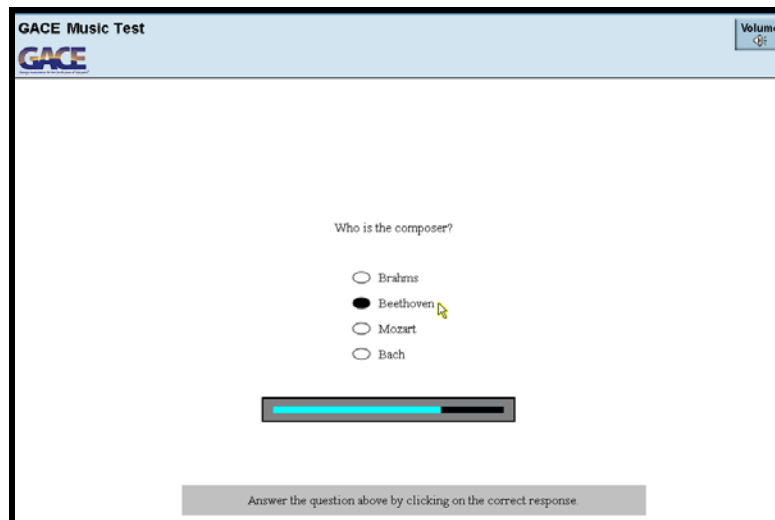 GACE Music Test
Volume
GACE
Who is the composer?
Brahms
Beethoven
Mozart
Bach
Answer the question above by clicking on the correct response.